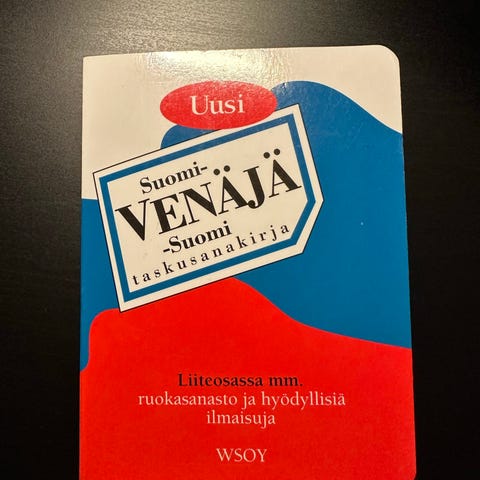 Uusi
Suomi-
VENÄJÄ
-Suomi
taskusanakirja
Liiteosassa mm.
ruokasanasto ja hyödyllisiä
ilmaisuja
WSOY